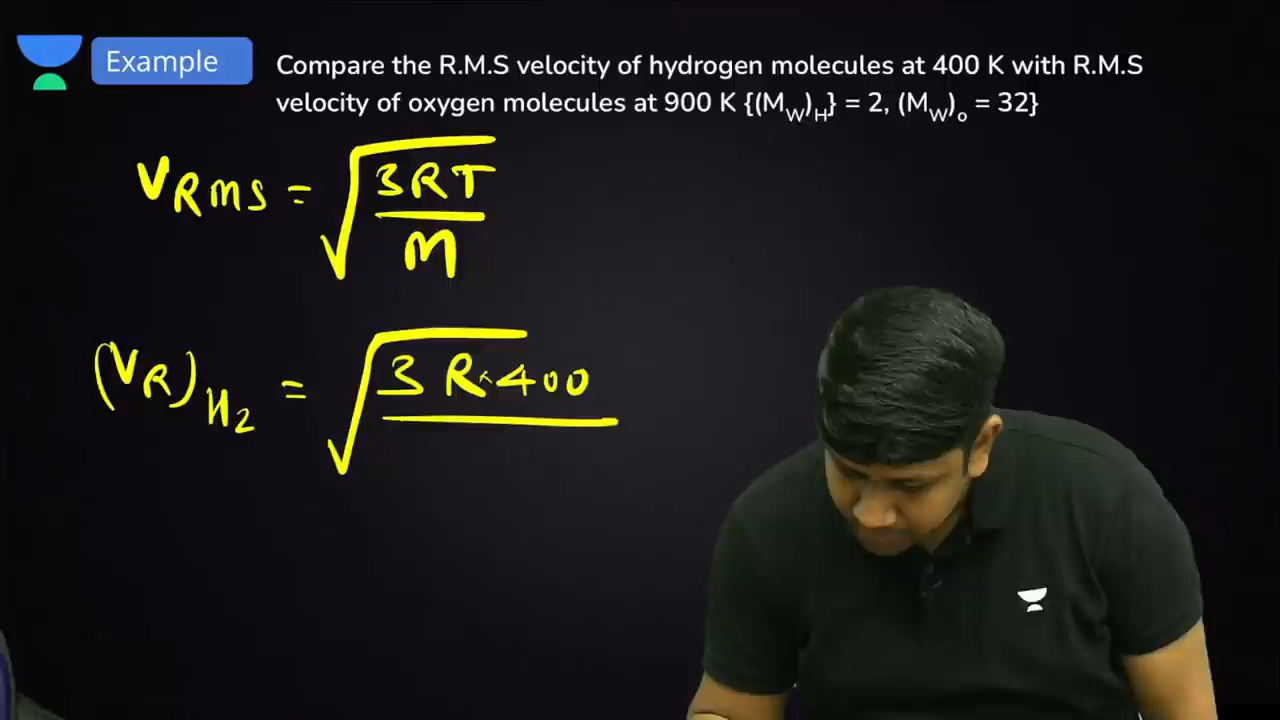 Example
Compare the R.M.S velocity of hydrogen molecules at 400 K with R.M.S
velocity of oxygen molecules at 900 K {(M_W)_H} = 2, (M_W)_o = 32}
V_RMS = √(3RT/M)
(V_R)_H2 = √(3R×400/